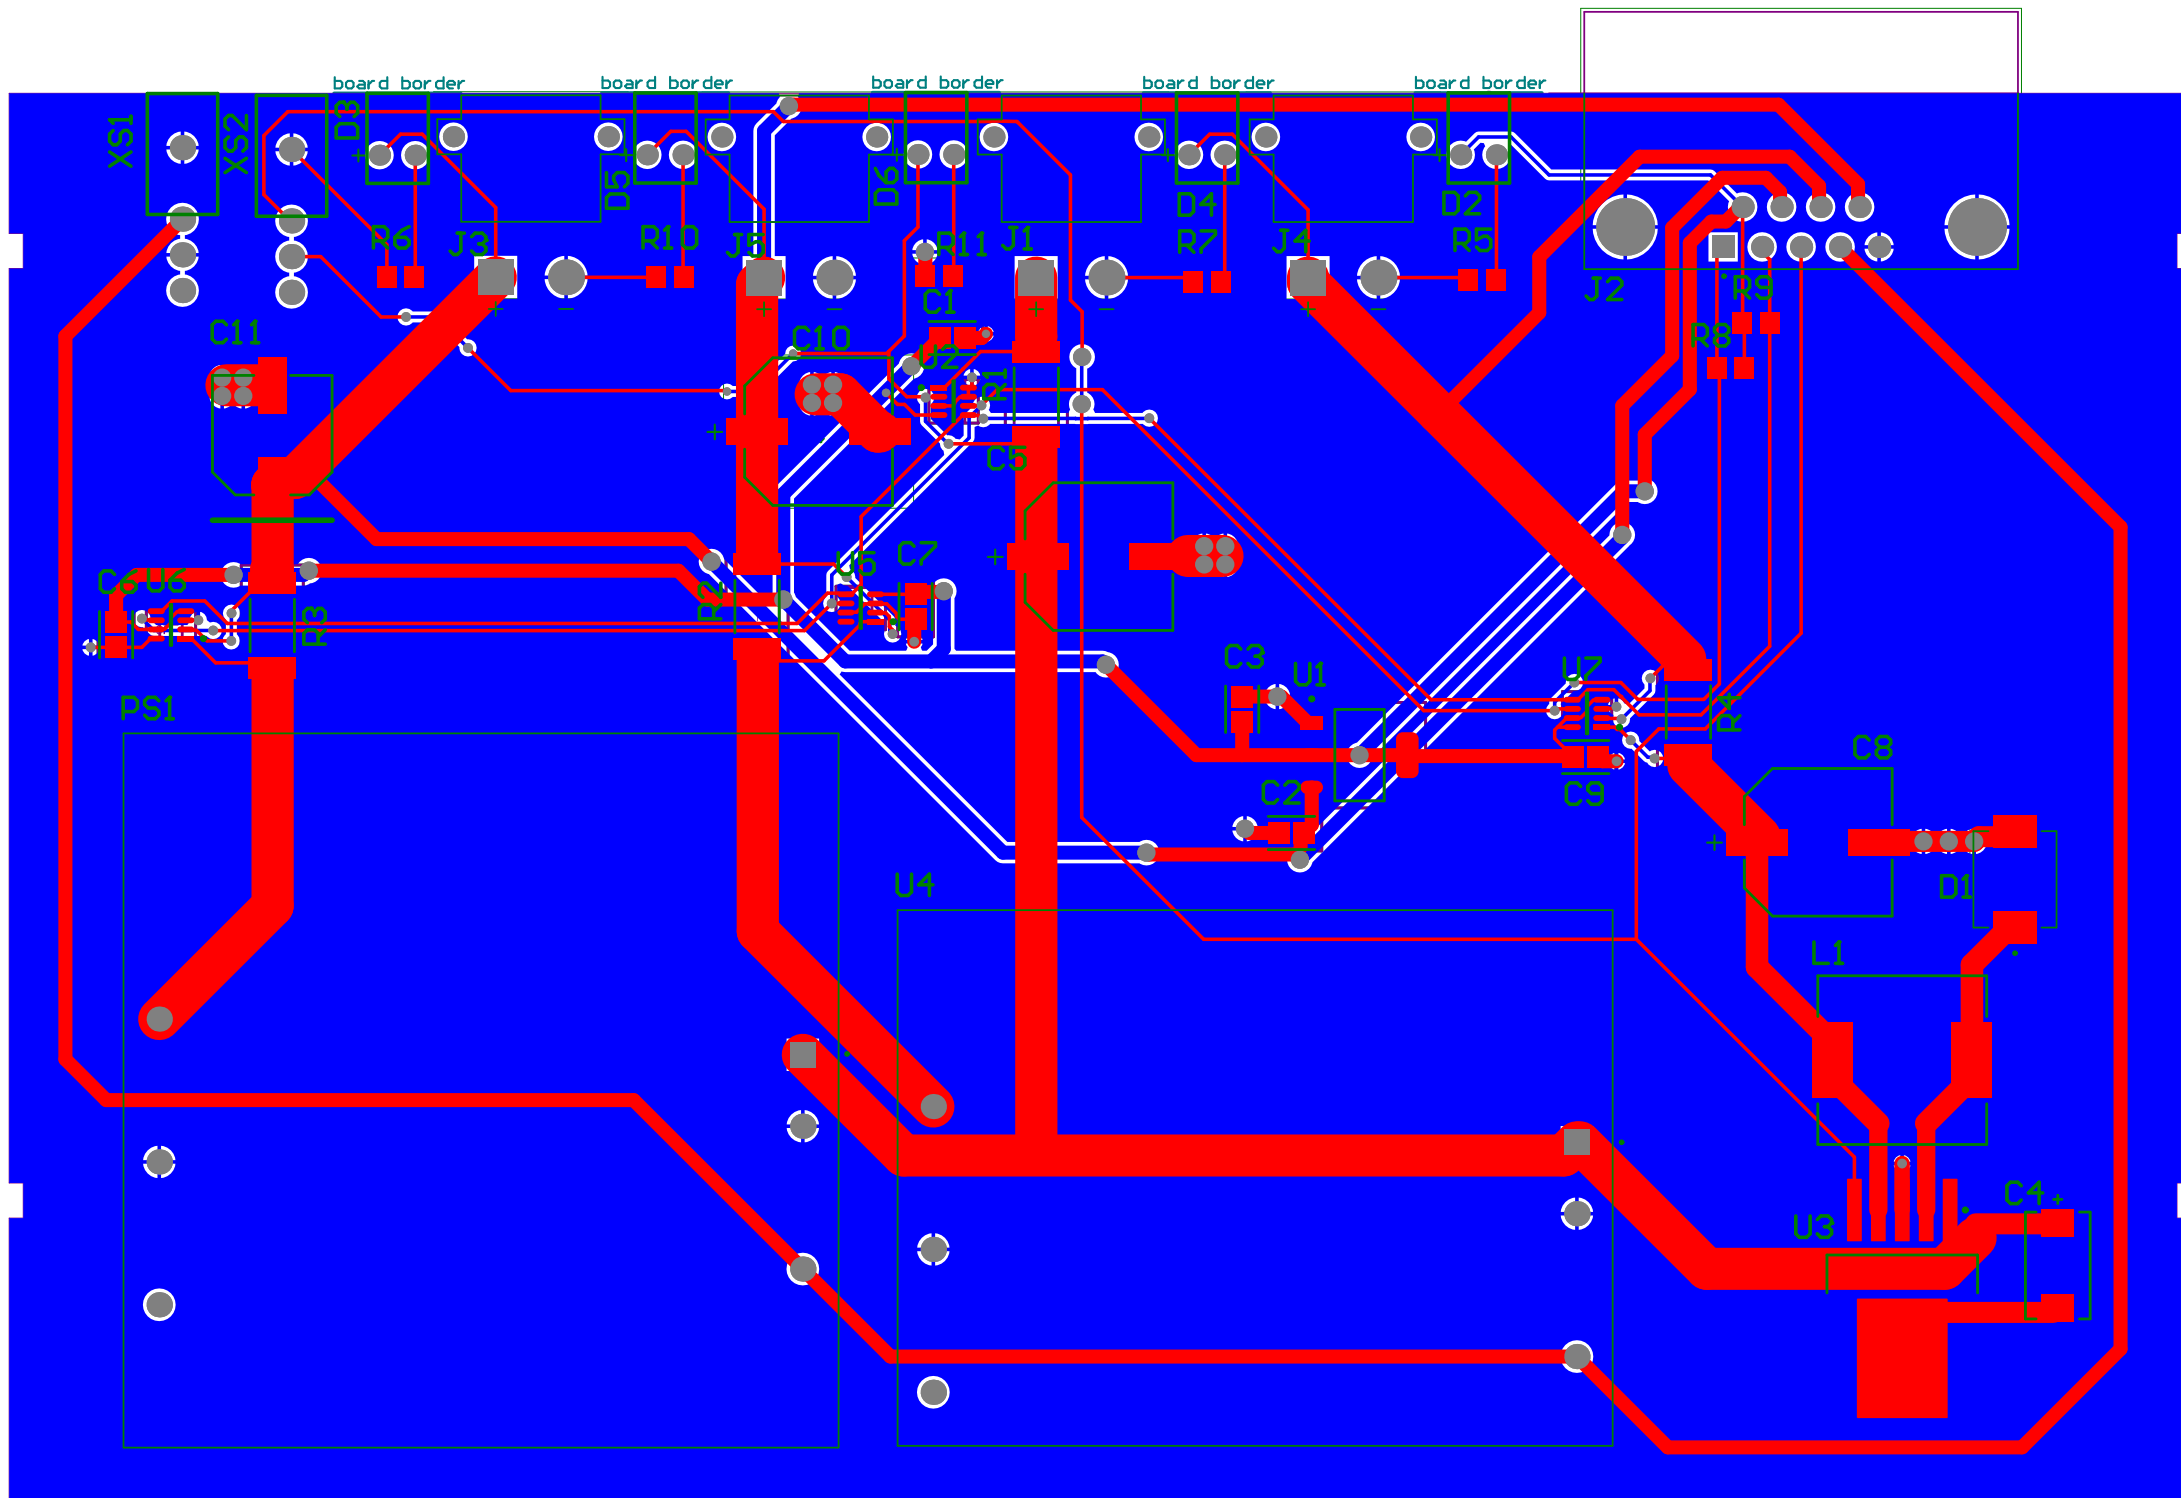 board border
board border
board border
board border
board border
XS1
XS2
D3
D5
D6
D4
D2
R6
J3
R10
J5
R11
J1
R7
J4
R5
J2
R9
R8
C11
C10
C1
U2
R1
C5
C6
U6
R3
R2
U5
C7
C3
U1
U7
R4
C8
C2
C9
PS1
U4
D1
L1
C4
U3